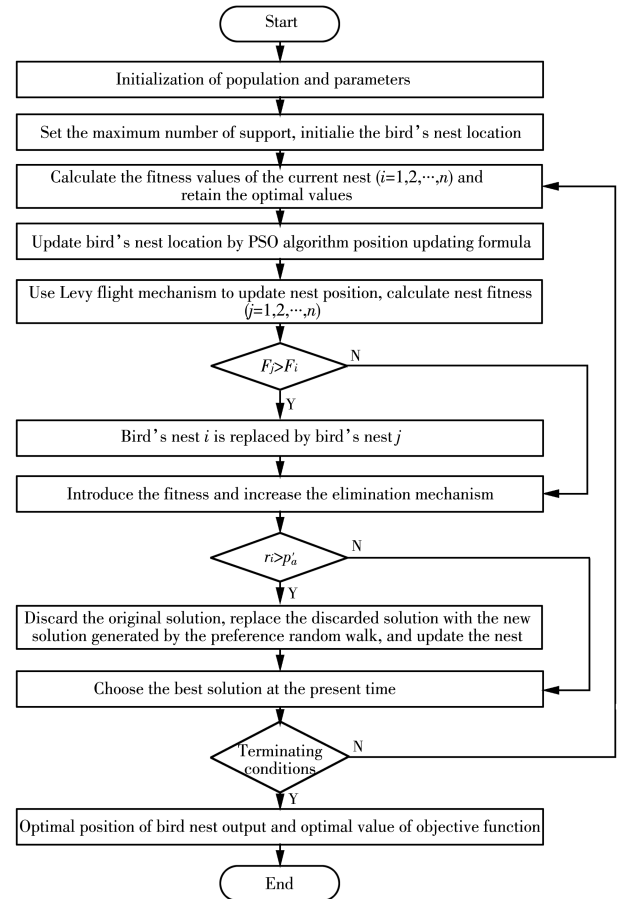 Start
Initialization of population and parameters
Set the maximum number of support, initialie the bird's nest location
Calculate the fitness values of the current nest (i=1,2,⋯,n) and
retain the optimal values
Update bird's nest location by PSO algorithm position updating formula
Use Levy flight mechanism to update nest position, calculate nest fitness
(j=1,2,⋯,n)
Fj>Fi
N
Y
Bird's nest i is replaced by bird's nest j
Introduce the fitness and increase the elimination mechanism
ri>p'a
N
Y
Discard the original solution, replace the discarded solution with the new
solution generated by the preference random walk, and update the nest
Choose the best solution at the present time
Terminating
conditions
N
Y
Optimal position of bird nest output and optimal value of objective function
End